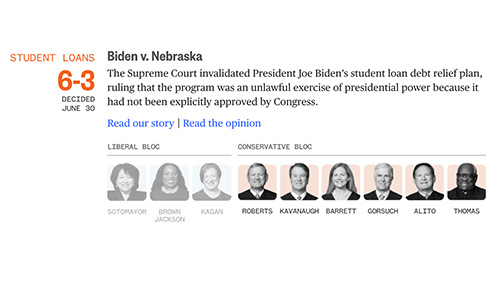 STUDENT LOANS
6-3
DECIDED
JUNE 30
Biden v. Nebraska
The Supreme Court invalidated President Joe Biden’s student loan debt relief plan,
ruling that the program was an unlawful exercise of presidential power because it
had not been explicitly approved by Congress.
Read our story | Read the opinion
LIBERAL BLOC
SOTOMAYOR
BROWN
JACKSON
KAGAN
CONSERVATIVE BLOC
ROBERTS
KAVANAUGH
BARRETT
GORSUCH
ALITO
THOMAS